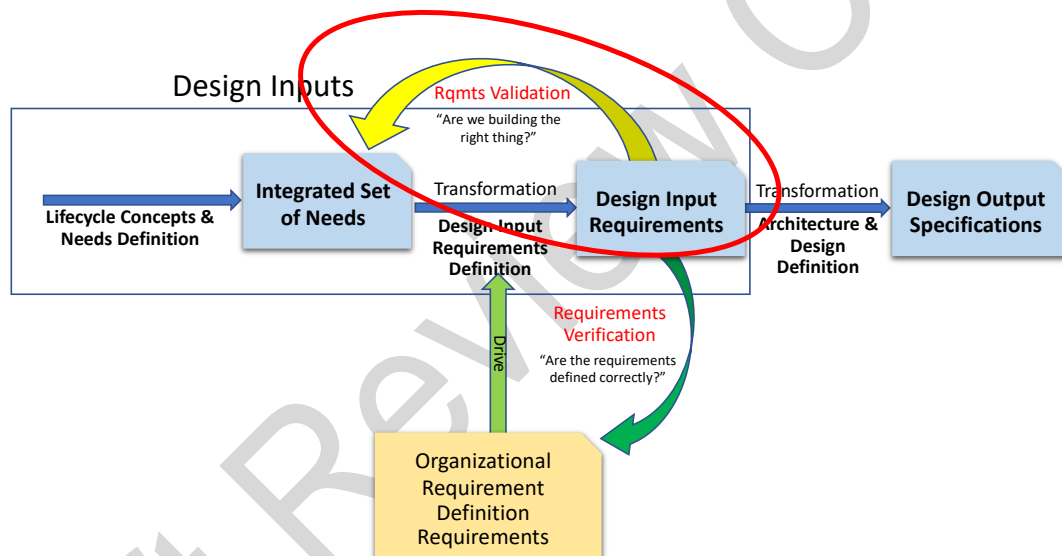 Design Inputs
Rqmts Validation
“Are we building the
right thing?”
Lifecycle Concepts &
Needs Definition
Integrated Set
of Needs
Transformation
Design Input
Requirements
Definition
Design Input
Requirements
Transformation
Architecture &
Design
Definition
Design Output
Specifications
Requirements
Verification
“Are the requirements
defined correctly?”
Drive
Organizational
Requirement
Definition
Requirements
Review